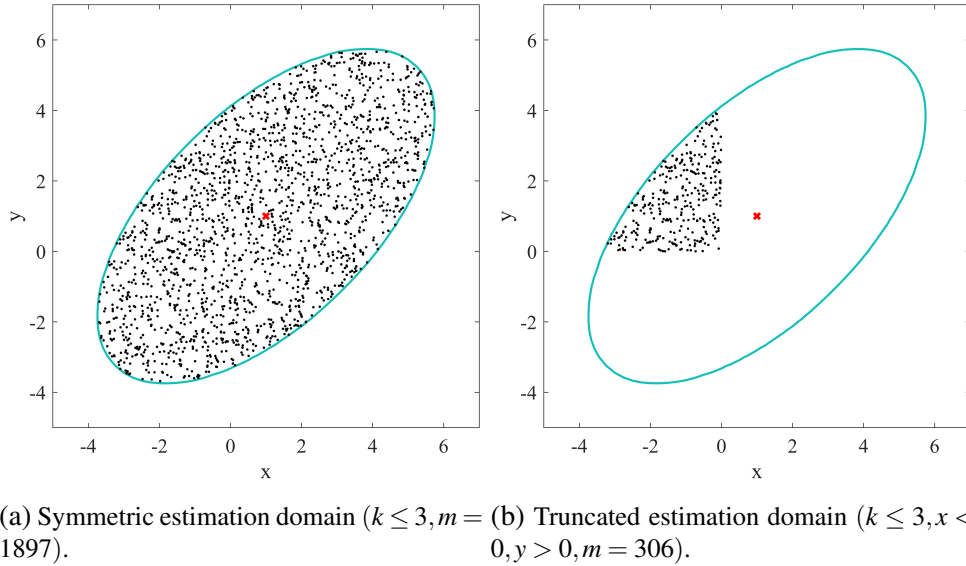 6
4
2
0
-2
-4
y
-4 -2 0 2 4 6
x
6
4
2
0
-2
-4
y
-4 -2 0 2 4 6
x
(a) Symmetric estimation domain (k ≤ 3, m =
1897).
(b) Truncated estimation domain (k ≤ 3, x <
0, y > 0, m = 306).